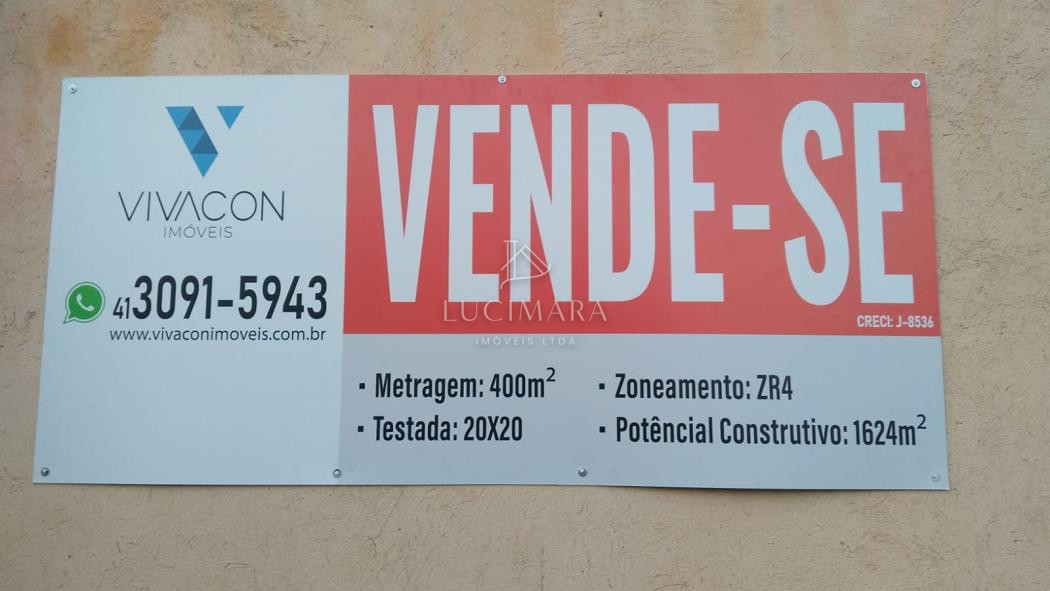 VIVACON
IMÓVEIS
41 3091-5943
www.vivaconimoveis.com.br
VENDE-SE
CRECI: J-8536
LUCIMARA
IMÓVEIS LTDA
· Metragem: 400m²
· Testada: 20X20
· Zoneamento: ZR4
· Potêncial Construtivo: 1624m²